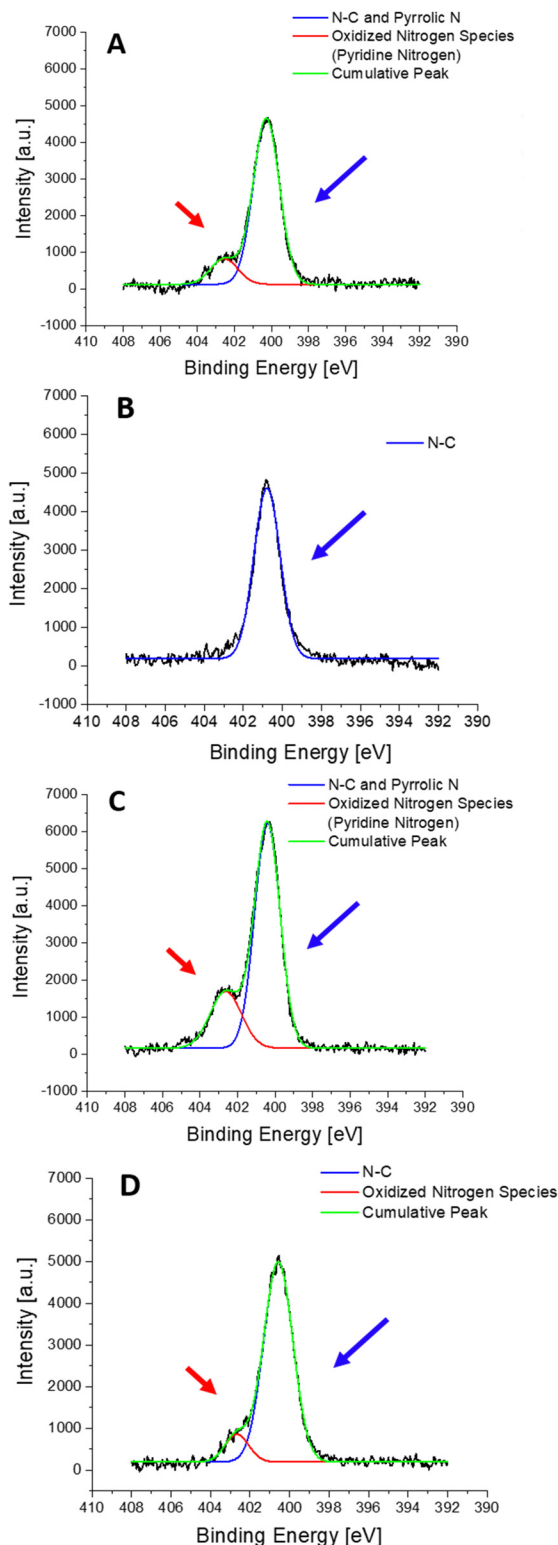 A
N-C and Pyrrolic N
Oxidized Nitrogen Species
(Pyridine Nitrogen)
Cumulative Peak
7000
6000
5000
4000
3000
2000
1000
0
-1000
Intensity [a.u.]
410 408 406 404 402 400 398 396 394 392 390
Binding Energy [eV]
B
N-C
7000
6000
5000
4000
3000
2000
1000
0
-1000
Intensity [a.u.]
410 408 406 404 402 400 398 396 394 392 390
Binding Energy [eV]
C
N-C and Pyrrolic N
Oxidized Nitrogen Species
(Pyridine Nitrogen)
Cumulative Peak
7000
6000
5000
4000
3000
2000
1000
0
-1000
Intensity [a.u.]
410 408 406 404 402 400 398 396 394 392 390
Binding Energy [eV]
D
N-C
Oxidized Nitrogen Species
Cumulative Peak
7000
6000
5000
4000
3000
2000
1000
0
Intensity [a.u.]
410 408 406 404 402 400 398 396 394 392 390
Binding Energy [eV]